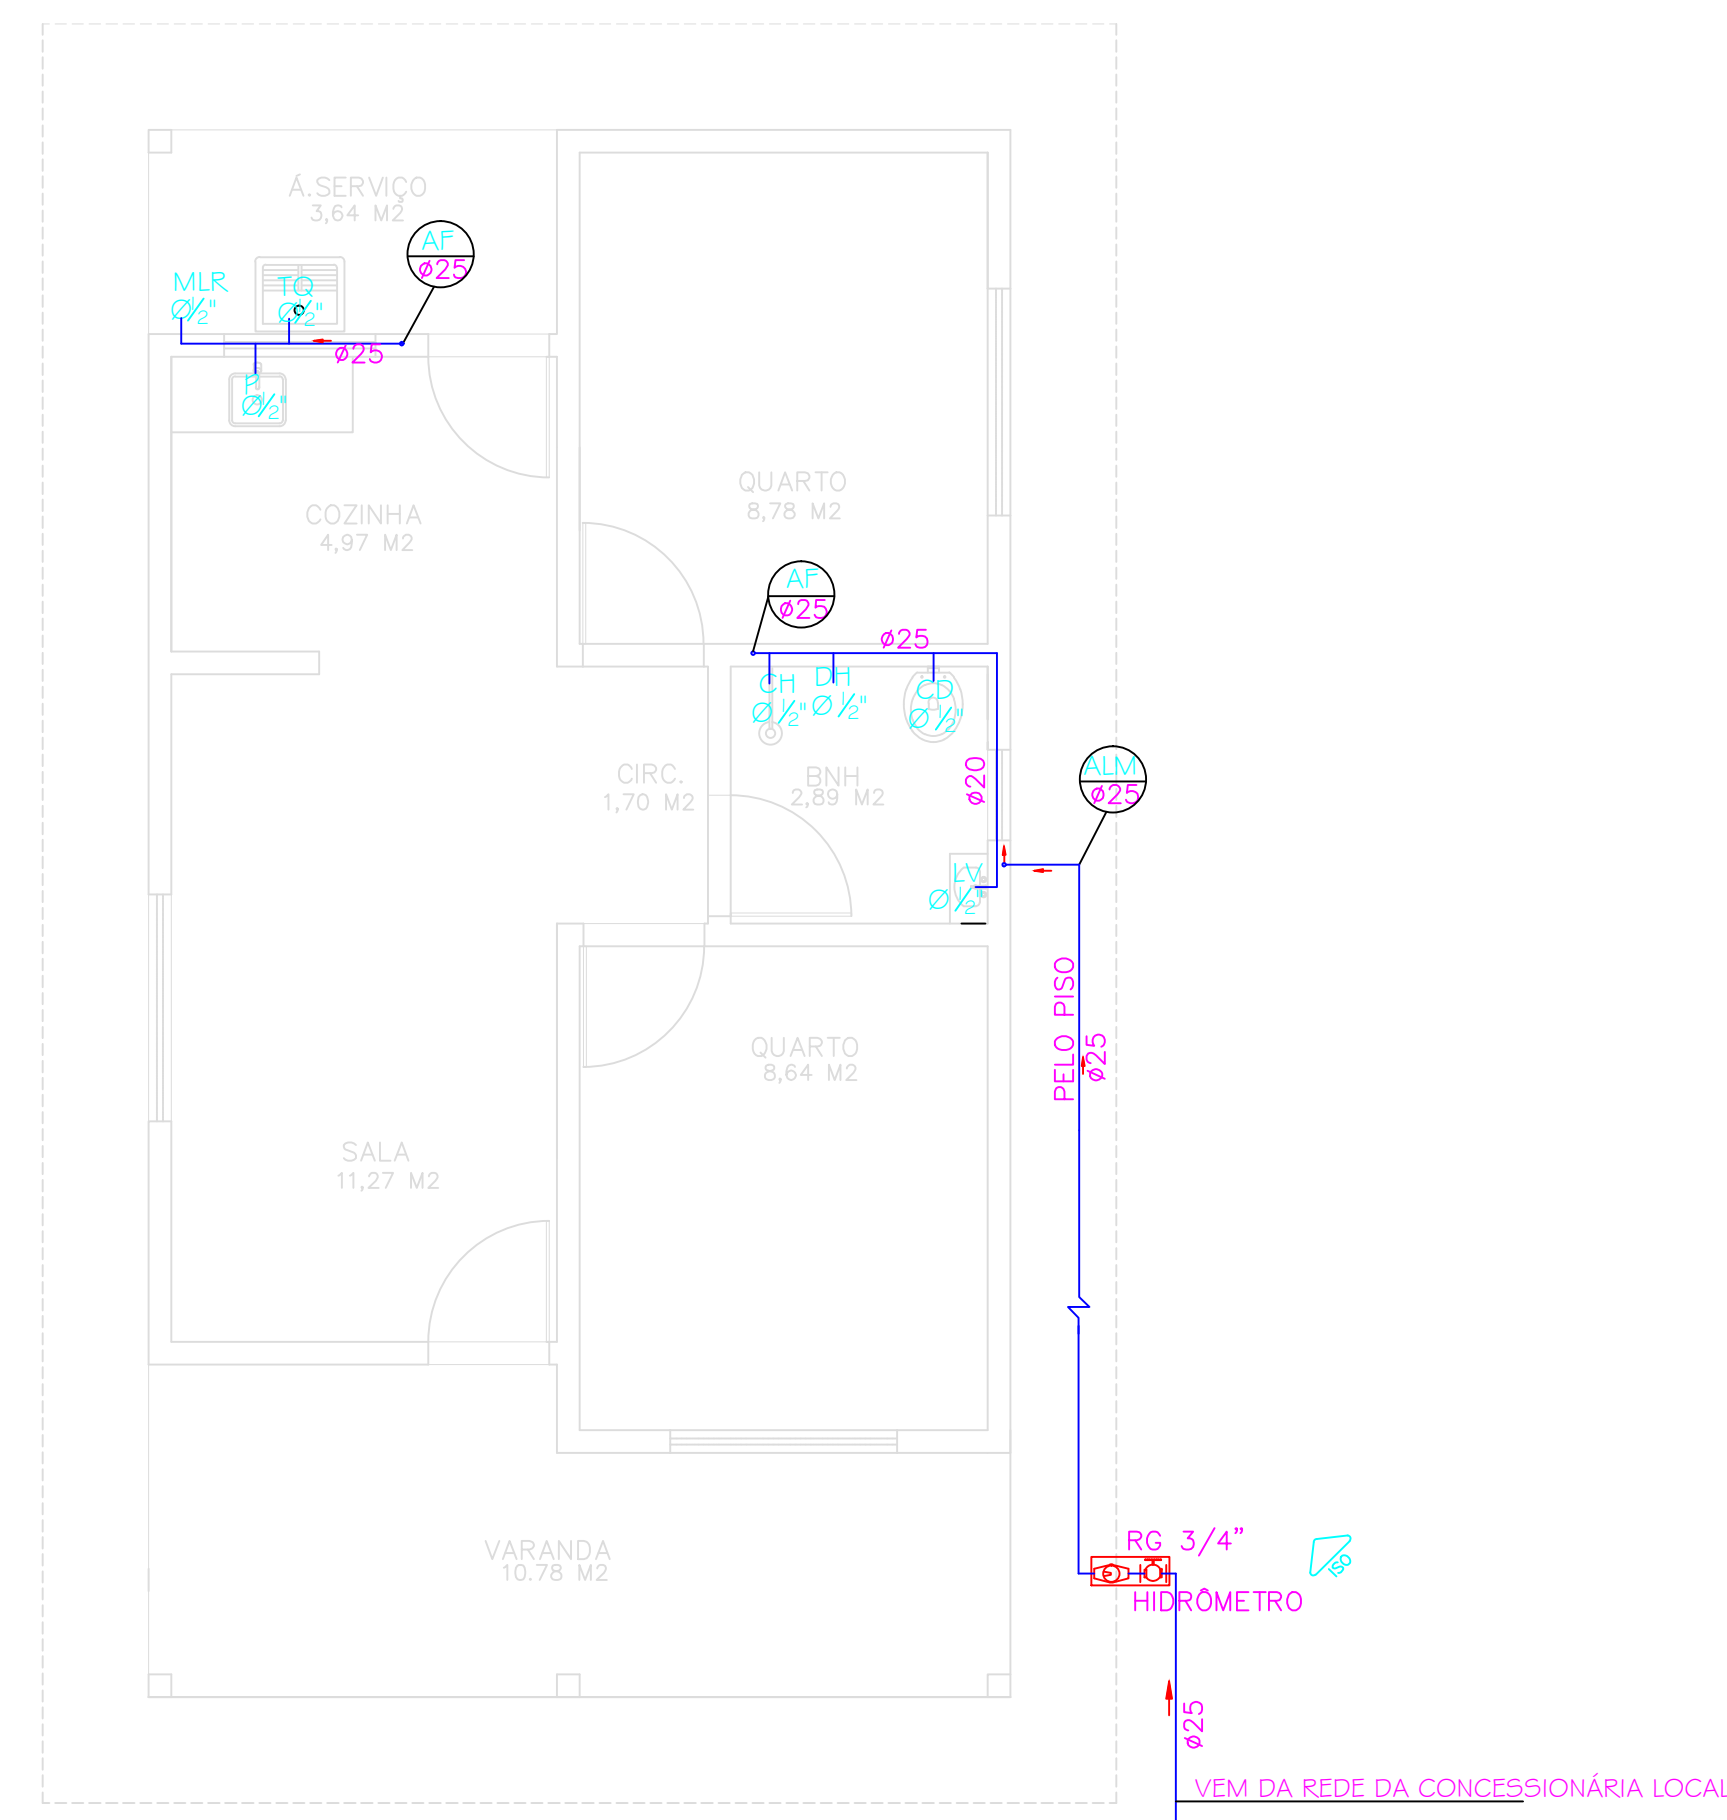 Á.SERVIÇO
3,64 M2
AF
ø25
MLR
Ø½"
TQ
Ø½"
ø25
P
Ø½"
QUARTO
8,78 M2
COZINHA
4,97 M2
AF
ø25
ø25
CH
Ø½"
DH
Ø½"
CD
Ø½"
CIRC.
1,70 M2
BNH
2,89 M2
ø20
ALM
ø25
LV
Ø½"
PELO PISO
ø25
QUARTO
8,64 M2
SALA
11,27 M2
VARANDA
10.78 M2
RG 3/4”
ISO
HIDRÔMETRO
ø25
VEM DA REDE DA CONCESSIONÁRIA LOCAL